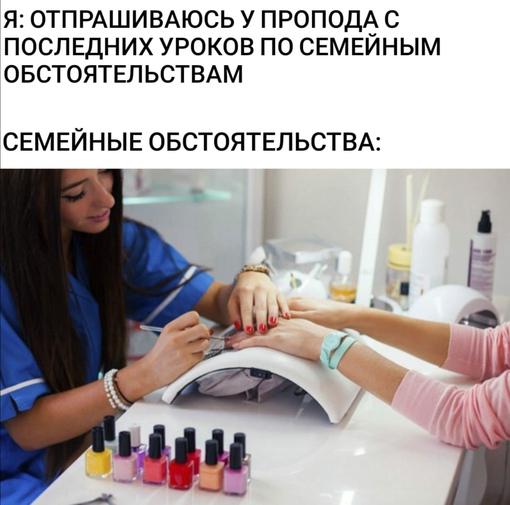 Я: ОТПРАШИВАЮСЬ У ПРОПОДА С
ПОСЛЕДНИХ УРОКОВ ПО СЕМЕЙНЫМ
ОБСТОЯТЕЛЬСТВАМ
СЕМЕЙНЫЕ ОБСТОЯТЕЛЬСТВА: